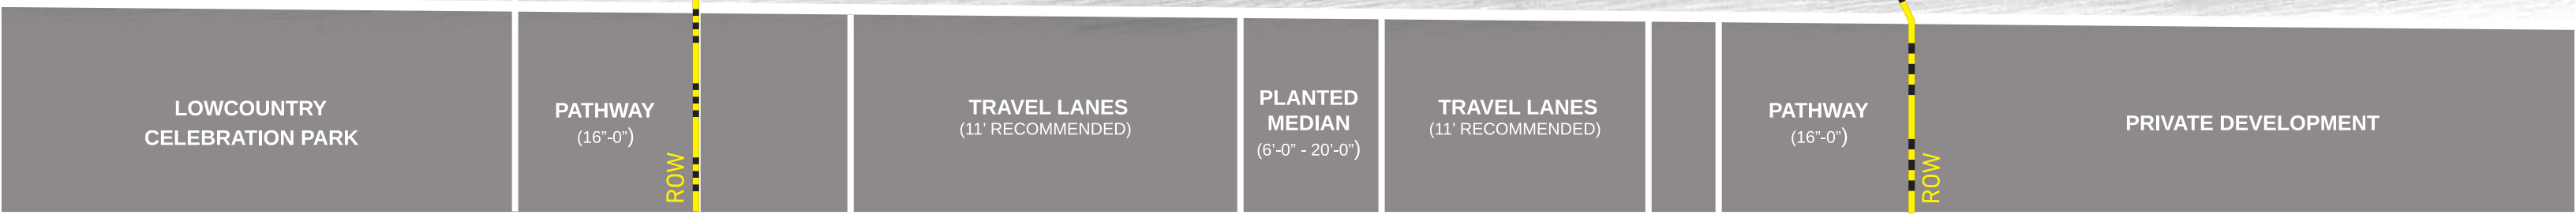 LOWCOUNTRY
CELEBRATION PARK
PATHWAY
(16”-0”)
ROW
TRAVEL LANES
(11’ RECOMMENDED)
PLANTED
MEDIAN
(6’-0” - 20’-0”)
TRAVEL LANES
(11’ RECOMMENDED)
PATHWAY
(16”-0”)
ROW
PRIVATE DEVELOPMENT